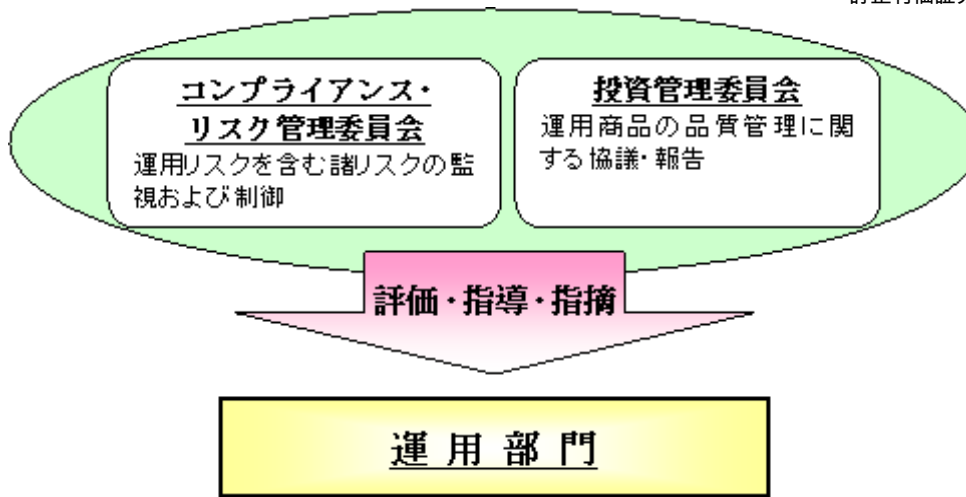 コンプライアンス・
リスク管理委員会
運用リスクを含む諸リスクの監
視および制御
投資管理委員会
運用商品の品質管理に関
する協議・報告
評価・指導・指摘
運用部門